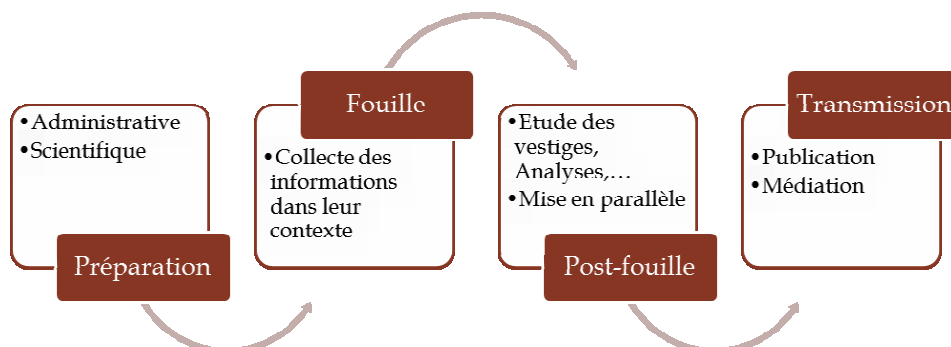 •Administrative
•Scientifique
Préparation
Fouille
•Collecte des
informations
dans leur
contexte
•Etude des
vestiges,
Analyses,…
•Mise en parallèle
Post-fouille
Transmission
•Publication
•Médiation